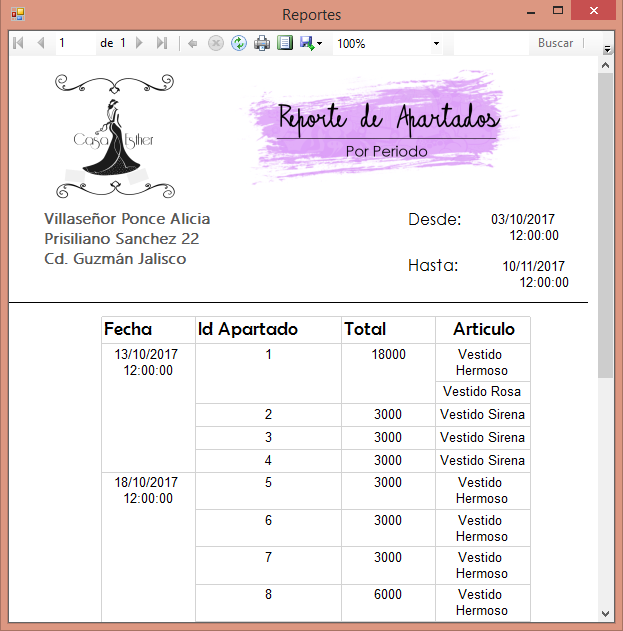 Reportes
1 de 1 100% Buscar
Casa Esther
Reporte de Apartados
Por Periodo
Villaseñor Ponce Alicia
Prisiliano Sanchez 22
Cd. Guzmán Jalisco
Desde: 03/10/2017
12:00:00
Hasta: 10/11/2017
12:00:00
Fecha Id Apartado Total Articulo
13/10/2017 1 18000 Vestido
12:00:00 Hermoso
Vestido Rosa
2 3000 Vestido Sirena
3 3000 Vestido Sirena
4 3000 Vestido Sirena
18/10/2017 5 3000 Vestido
12:00:00 Hermoso
6 3000 Vestido
Hermoso
7 3000 Vestido
Hermoso
8 6000 Vestido
Hermoso